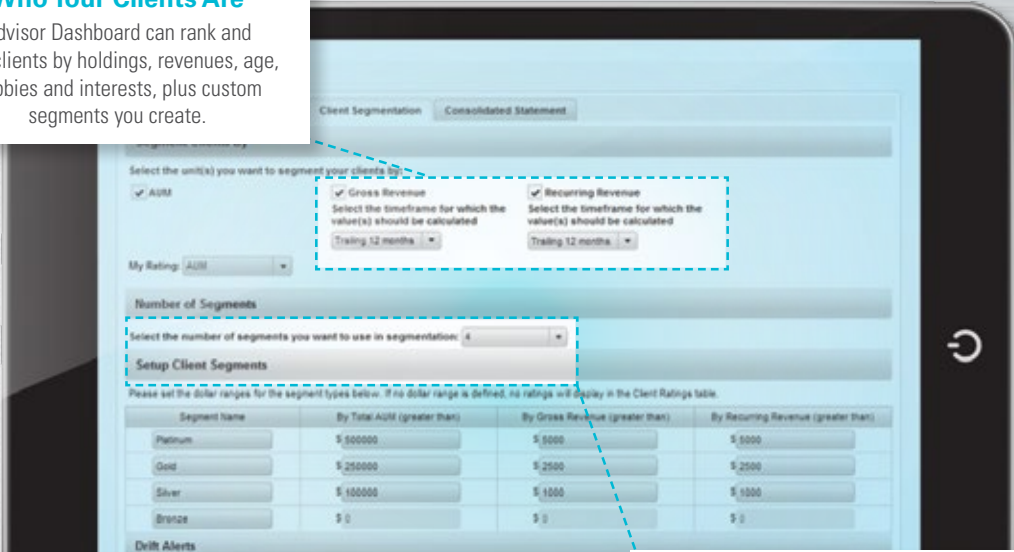 Who Your Clients Are
dvisor Dashboard can rank and
clients by holdings, revenues, age,
bbies and interests, plus custom
segments you create.
Client Segmentation Consolidated Statement
Select the unit(s) you want to segment your clients by:
AUM
Gross Revenue
Select the timeframe for which the
value(s) should be calculated
Trailing 12 months
Recurring Revenue
Select the timeframe for which the
value(s) should be calculated
Trailing 12 months
My Rating: AUM
Number of Segments
Select the number of segments you want to use in segmentation: 4
Setup Client Segments
Please set the dollar ranges for the segment types below. If no dollar range is defined, no ratings will display in the Client Ratings table.
Segment Name By Total AUM (greater than) By Gross Revenue (greater than) By Recurring Revenue (greater than)
Platinum $ 500000 $ 5000 $ 5000
Gold $ 250000 $ 2500 $ 2500
Silver $ 100000 $ 1000 $ 1000
Bronze $ 0 $ 0 $ 0
Drift Alerts